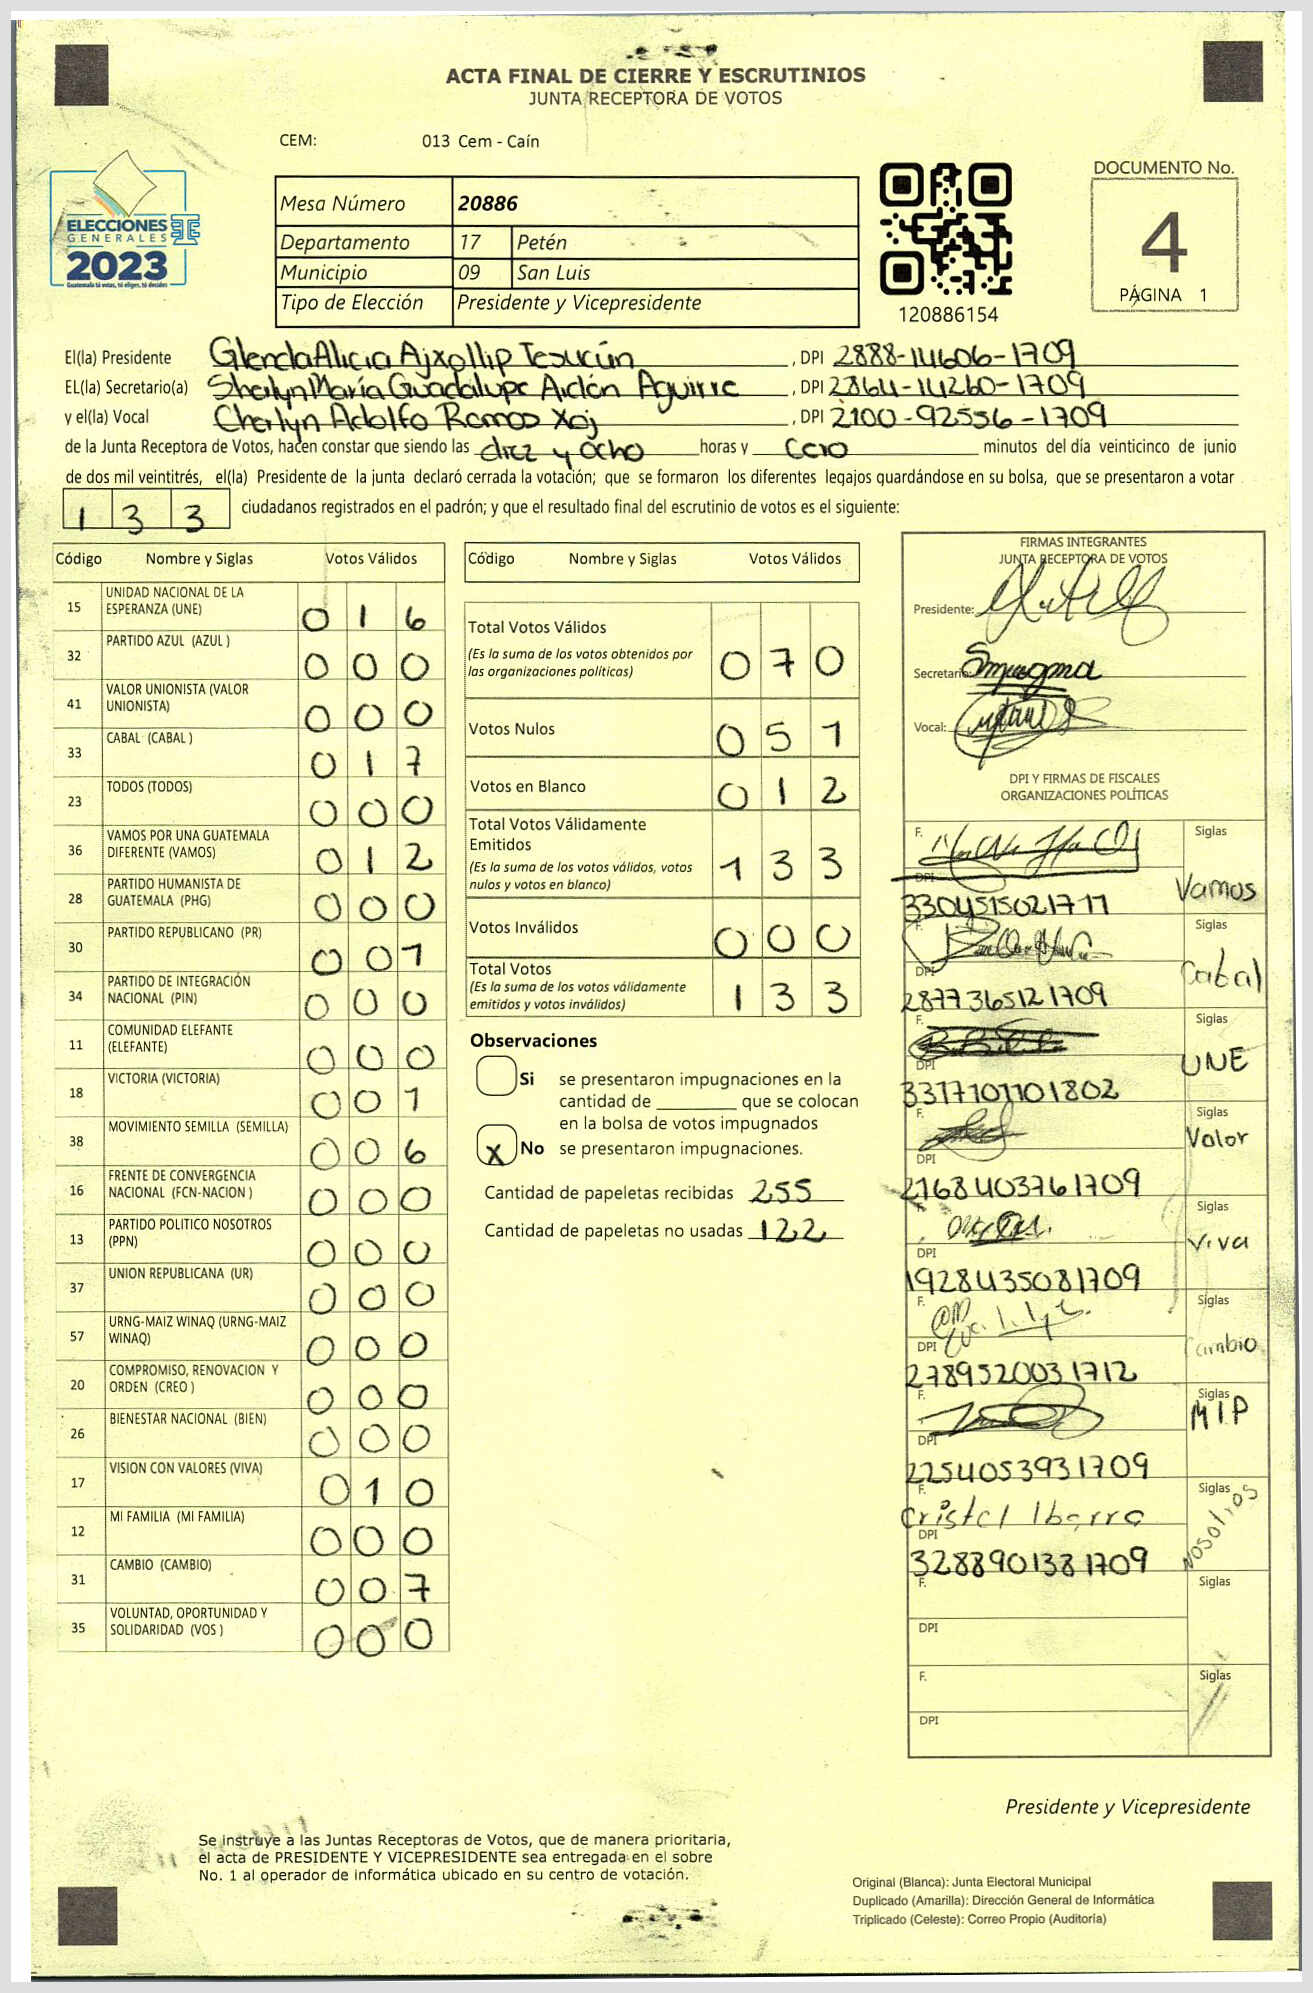 ACTA FINAL DE CIERRE Y ESCRUTINIOS
JUNTA RECEPTORA DE VOTOS
CEM: 013 Cem - Caín
DOCUMENTO No.
4
PÁGINA 1
ELECCIONES
GENERALES
2023
Guatemala tú votas, tú eliges, tú decides
Mesa Número 20886
Departamento 17 Petén
Municipio 09 San Luis
Tipo de Elección Presidente y Vicepresidente
120886154
El(la) Presidente Glenda Alicia Ajxollip Tesucún, DPI 2888-14606-1709
EL(la) Secretario(a) Sheilyn María Guadalupe Ardón Aguirre, DPI 2864-14260-1709
y el(la) Vocal Cherlyn Adolfo Ramos Xoj, DPI 2100-92556-1709
de la Junta Receptora de Votos, hacen constar que siendo las diez y ocho horas y cero minutos del día veinticinco de junio
de dos mil veintitrés, el(la) Presidente de la junta declaró cerrada la votación; que se formaron los diferentes legajos guardándose en su bolsa, que se presentaron a votar
1 3 3 ciudadanos registrados en el padrón; y que el resultado final del escrutinio de votos es el siguiente:
Código Nombre y Siglas Votos Válidos
15 UNIDAD NACIONAL DE LA
ESPERANZA (UNE) 0 1 6
32 PARTIDO AZUL (AZUL ) 0 0 0
41 VALOR UNIONISTA (VALOR
UNIONISTA) 0 0 0
33 CABAL (CABAL ) 0 1 7
23 TODOS (TODOS) 0 0 0
36 VAMOS POR UNA GUATEMALA
DIFERENTE (VAMOS) 0 1 2
28 PARTIDO HUMANISTA DE
GUATEMALA (PHG) 0 0 0
30 PARTIDO REPUBLICANO (PR) 0 0 1
34 PARTIDO DE INTEGRACIÓN
NACIONAL (PIN) 0 0 0
11 COMUNIDAD ELEFANTE
(ELEFANTE) 0 0 0
18 VICTORIA (VICTORIA) 0 0 1
38 MOVIMIENTO SEMILLA (SEMILLA) 0 0 6
16 FRENTE DE CONVERGENCIA
NACIONAL (FCN-NACION ) 0 0 0
13 PARTIDO POLITICO NOSOTROS
(PPN) 0 0 0
37 UNION REPUBLICANA (UR) 0 0 0
57 URNG-MAIZ WINAQ (URNG-MAIZ
WINAQ) 0 0 0
20 COMPROMISO, RENOVACION Y
ORDEN (CREO ) 0 0 0
26 BIENESTAR NACIONAL (BIEN) 0 0 0
17 VISION CON VALORES (VIVA) 0 1 0
12 MI FAMILIA (MI FAMILIA) 0 0 0
31 CAMBIO (CAMBIO) 0 0 7
35 VOLUNTAD, OPORTUNIDAD Y
SOLIDARIDAD (VOS ) 0 0 0
Código Nombre y Siglas Votos Válidos
Total Votos Válidos
(Es la suma de los votos obtenidos por
las organizaciones políticas) 0 7 0
Votos Nulos 0 5 1
Votos en Blanco 0 1 2
Total Votos Válidamente
Emitidos
(Es la suma de los votos válidos, votos
nulos y votos en blanco) 1 3 3
Votos Inválidos 0 0 0
Total Votos
(Es la suma de los votos válidamente
emitidos y votos inválidos) 1 3 3
Observaciones
Si se presentaron impugnaciones en la
cantidad de ________ que se colocan
en la bolsa de votos impugnados
X No se presentaron impugnaciones.
Cantidad de papeletas recibidas 255
Cantidad de papeletas no usadas 122
FIRMAS INTEGRANTES
JUNTA RECEPTORA DE VOTOS
Presidente:
Secretario:
Vocal:
DPI Y FIRMAS DE FISCALES
ORGANIZACIONES POLÍTICAS
F. Siglas
DPI Vamos
3304515021711
F. Siglas
DPI Cabal
2877365121709
F. Siglas
DPI UNE
3317710111802
F. Siglas
DPI Valor
2168403761709
F. Siglas
DPI Viva
1928435081709
F. Siglas
DPI Cambio
2789520031712
F. Siglas
DPI MIP
2254053931709
F. Siglas
Cristel Ibarra
DPI Nosotros
3288901381709
F. Siglas
DPI
F. Siglas
DPI
Presidente y Vicepresidente
Se instruye a las Juntas Receptoras de Votos, que de manera prioritaria,
el acta de PRESIDENTE Y VICEPRESIDENTE sea entregada en el sobre
No. 1 al operador de informática ubicado en su centro de votación.
Original (Blanca): Junta Electoral Municipal
Duplicado (Amarilla): Dirección General de Informática
Triplicado (Celeste): Correo Propio (Auditoría)